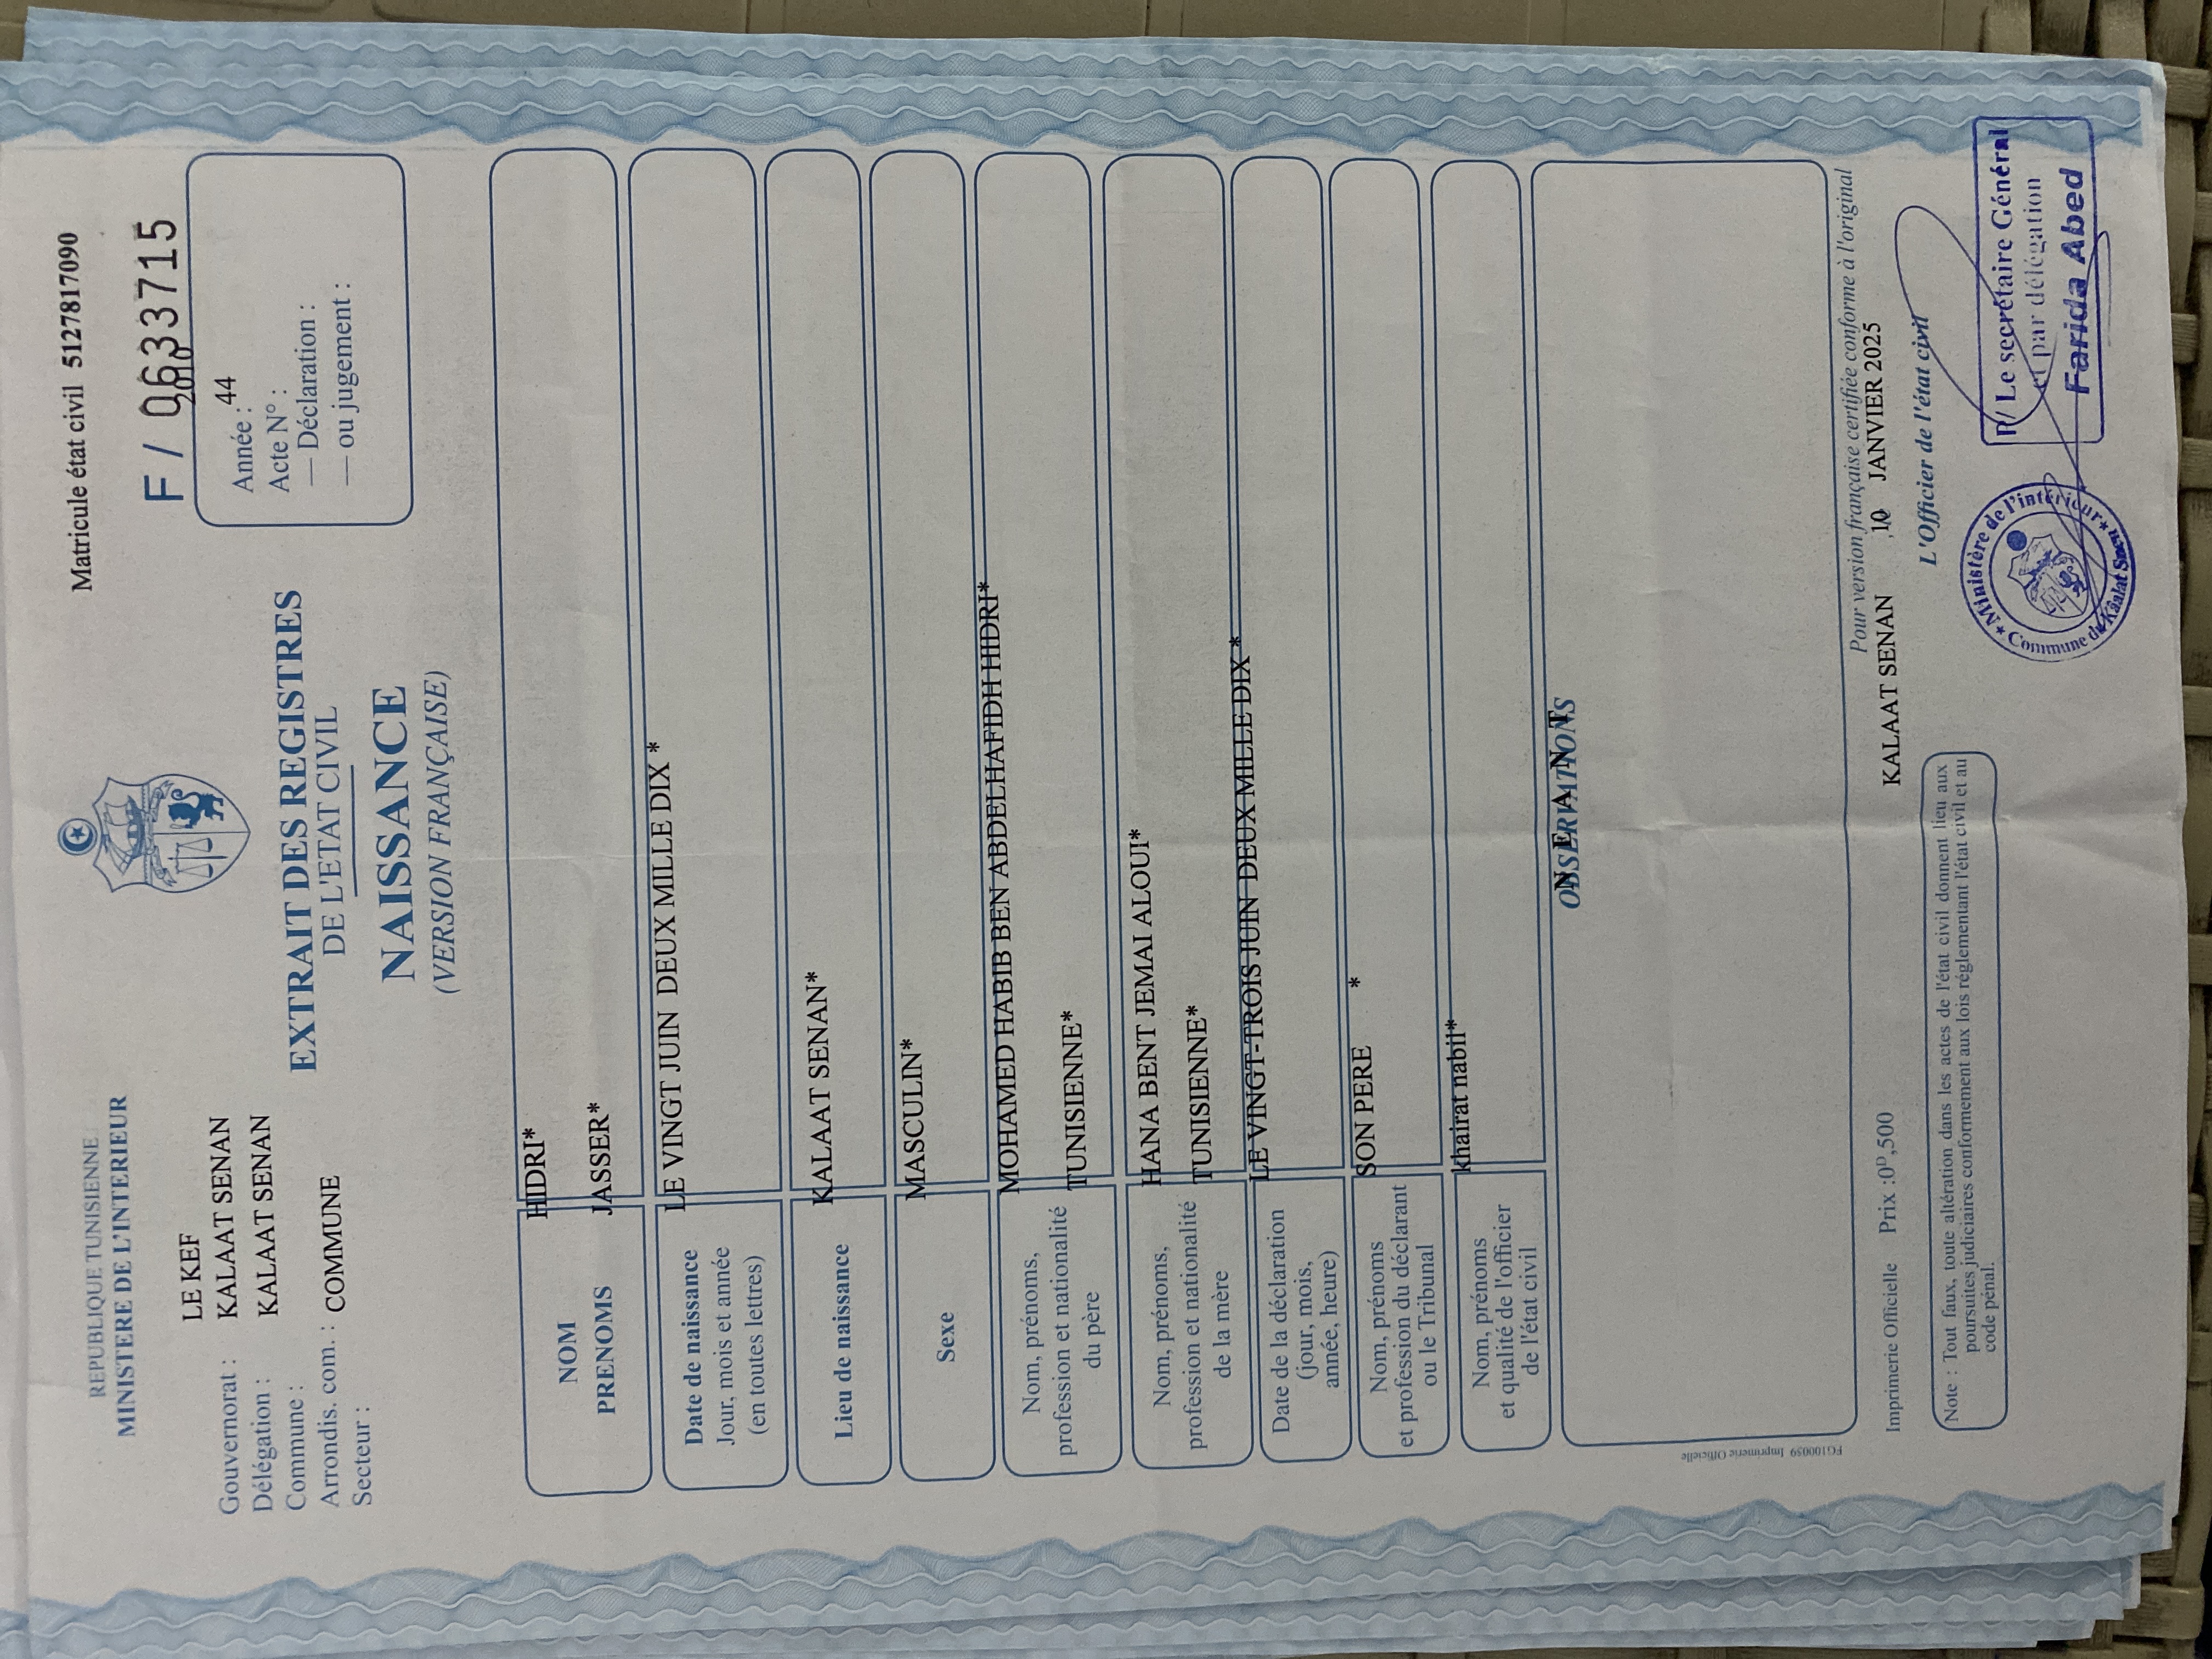 Matricule état civil 5127817090
REPUBLIQUE TUNISIENNE
MINISTERE DE L'INTERIEUR
F / 0633715
LE KEF
Gouvernorat : KALAAT SENAN
Délégation : KALAAT SENAN
Commune :
Arrondis. com. : COMMUNE
Secteur :
2010
Année : 44
Acte N° :
— Déclaration :
— ou jugement :
EXTRAIT DES REGISTRES
DE L'ETAT CIVIL
NAISSANCE
(VERSION FRANÇAISE)
NOM HIDRI*
PRENOMS JASSER*
Date de naissance
Jour, mois et année
(en toutes lettres)
LE VINGT JUIN DEUX MILLE DIX *
Lieu de naissance
KALAAT SENAN*
Sexe
MASCULIN*
Nom, prénoms,
profession et nationalité
du père
MOHAMED HABIB BEN ABDELHAFIDH HIDRI*
TUNISIENNE*
Nom, prénoms,
profession et nationalité
de la mère
HANA BENT JEMAI ALOUI*
TUNISIENNE*
Date de la déclaration
(jour, mois,
année, heure)
LE VINGT-TROIS JUIN DEUX MILLE DIX *
Nom, prénoms
et profession du déclarant
ou le Tribunal
SON PERE *
Nom, prénoms
et qualité de l'officier
de l'état civil
khairat nabil*
OBSERVATIONS
N E A N T
FG100059 Imprimerie Officielle
Pour version française certifiée conforme à l'original
KALAAT SENAN , 10 JANVIER 2025
L'Officier de l'état civil
Imprimerie Officielle Prix :0ᴰ,500
Note : Tout faux, toute altération dans les actes de l'état civil donnent lieu aux
poursuites judiciaires conformement aux lois réglementant l'état civil et au
code pénal.
Ministère de l'intérieur
Commune du Kâalat Snen
P/ Le secrétaire Général
et par délégation
Farida Abed